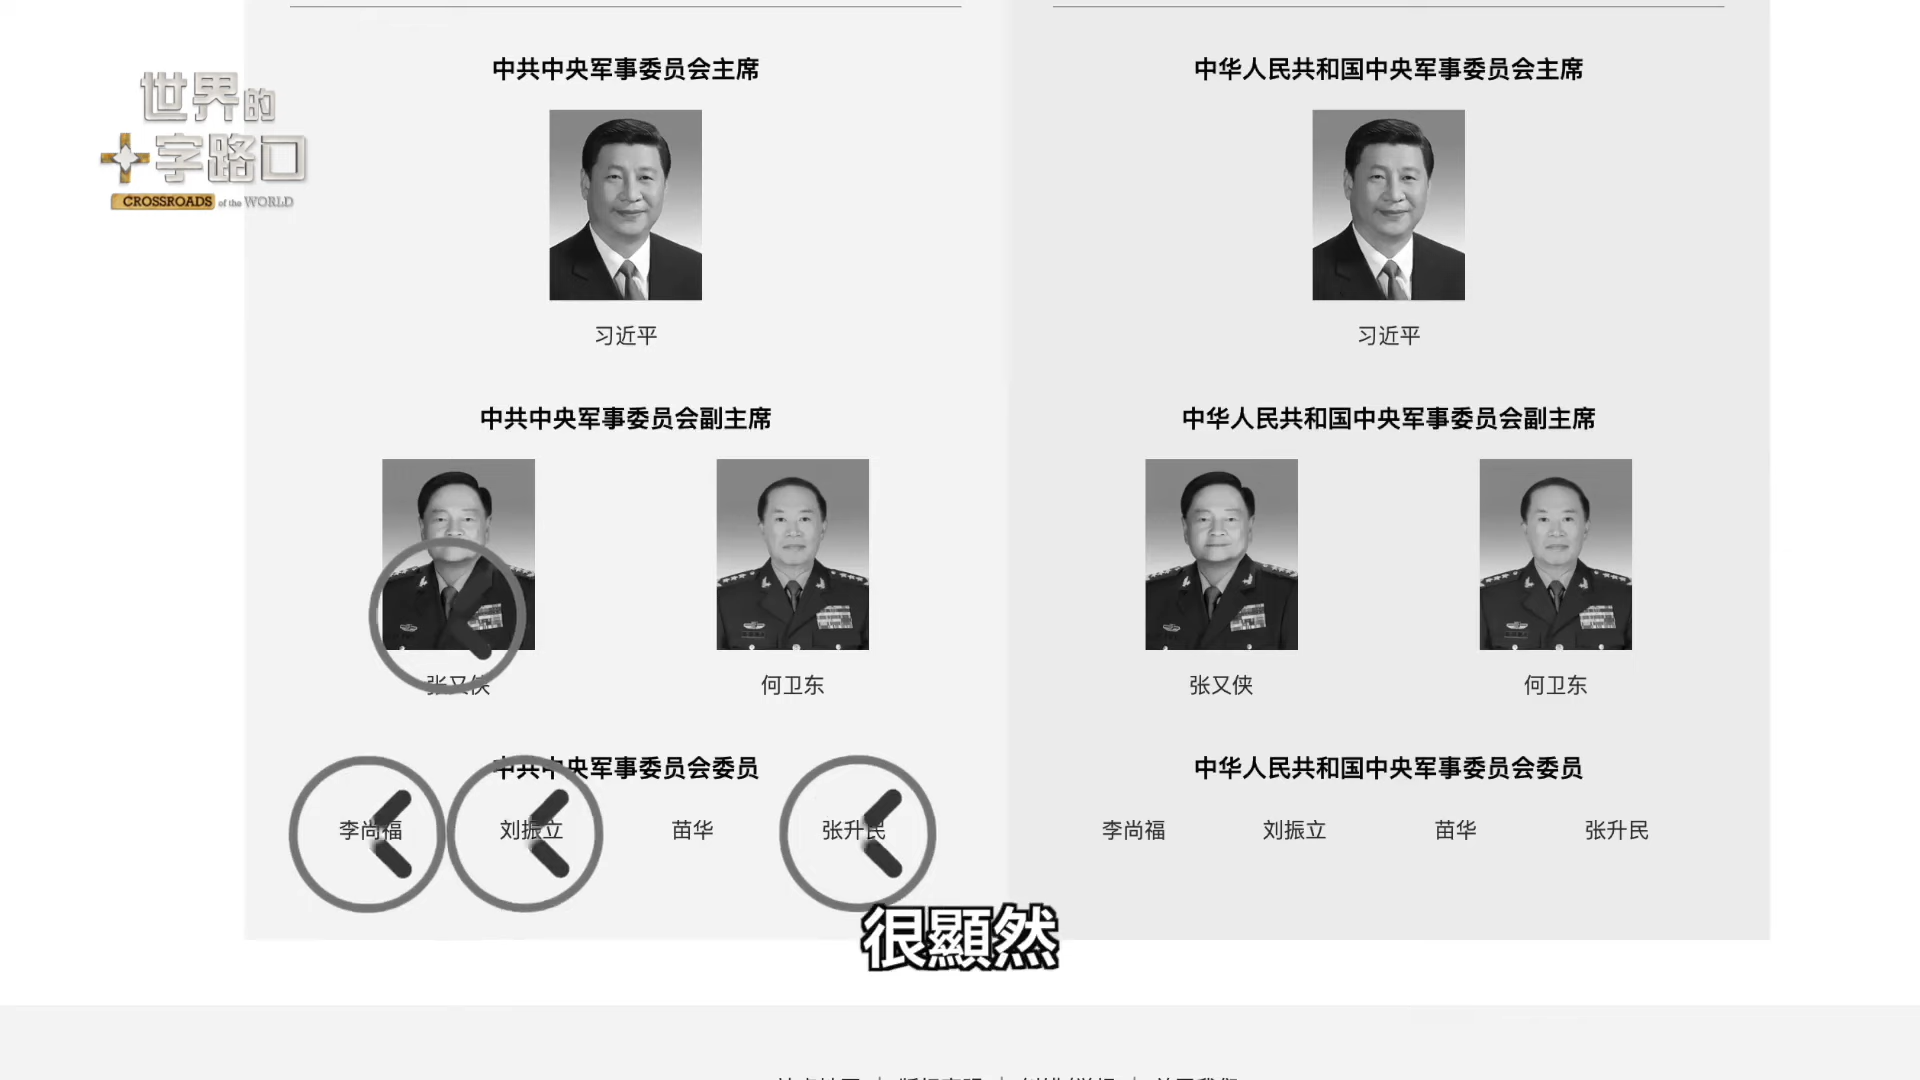 世界的
十字路口
CROSSROADS of the WORLD
中共中央军事委员会主席
习近平
中共中央军事委员会副主席
张又侠 何卫东
中共中央军事委员会委员
李尚福 刘振立 苗华 张升民
中华人民共和国中央军事委员会主席
习近平
中华人民共和国中央军事委员会副主席
张又侠 何卫东
中华人民共和国中央军事委员会委员
李尚福 刘振立 苗华 张升民
很顯然